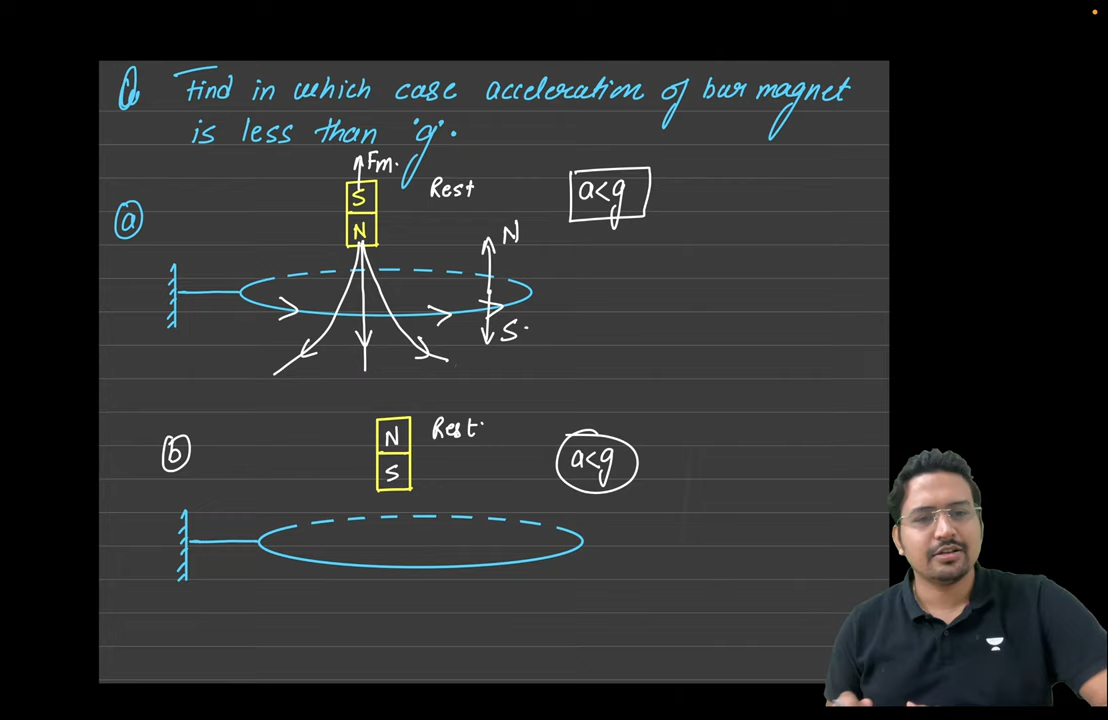 Q Find in which case acceleration of bar magnet
is less than 'g'.
Fm.
S
N
Rest
a<g
a
N
S.
b
N
S
Rest.
a<g